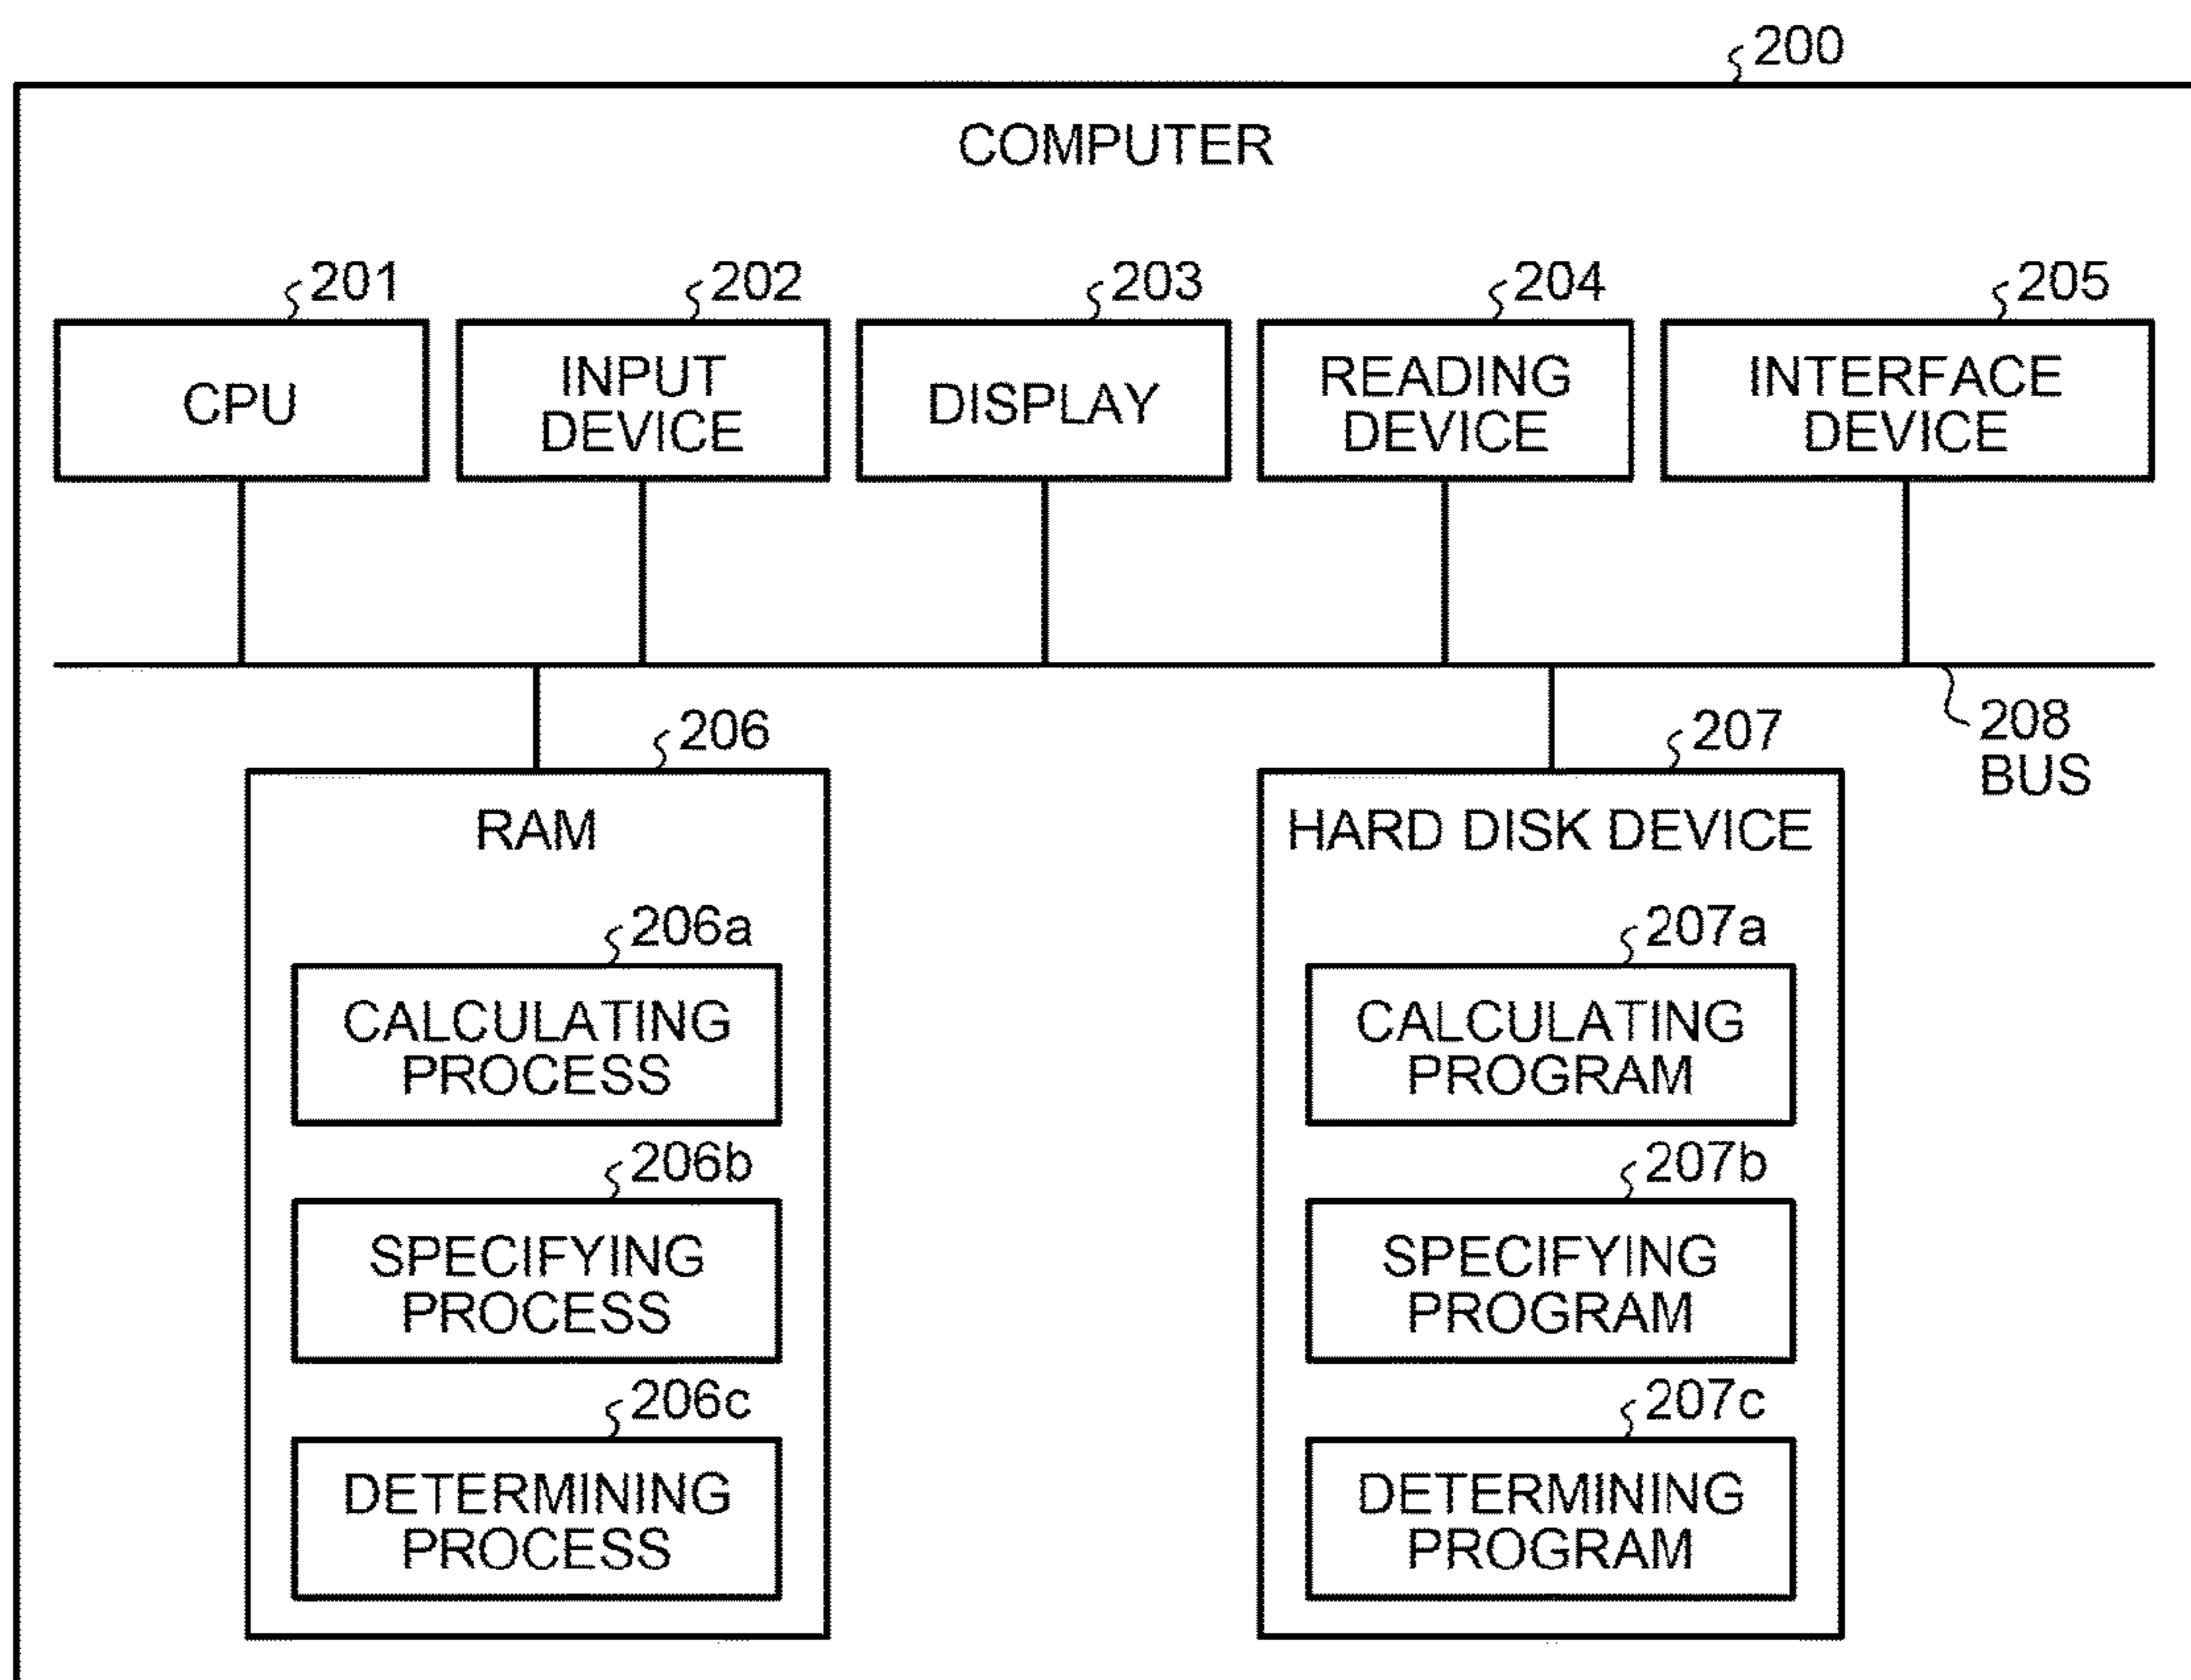 200
COMPUTER
201
202
203
204
205
CPU
INPUT
DEVICE
DISPLAY
READING
DEVICE
INTERFACE
DEVICE
208
BUS
206
RAM
206a
CALCULATING
PROCESS
206b
SPECIFYING
PROCESS
206c
DETERMINING
PROCESS
207
HARD DISK DEVICE
207a
CALCULATING
PROGRAM
207b
SPECIFYING
PROGRAM
207c
DETERMINING
PROGRAM